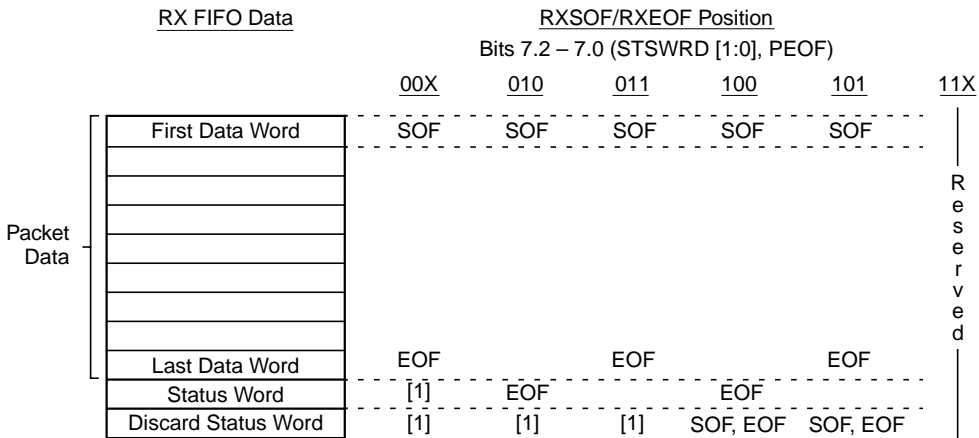 RX FIFO Data RXSOF/RXEOF Position
Bits 7.2 – 7.0 (STSWRD [1:0], PEOF)
00X 010 011 100 101 11X
First Data Word SOF SOF SOF SOF SOF
Reserved
Packet
Data
Last Data Word EOF EOF EOF
Status Word [1] EOF EOF
Discard Status Word [1] [1] [1] SOF, EOF SOF, EOF